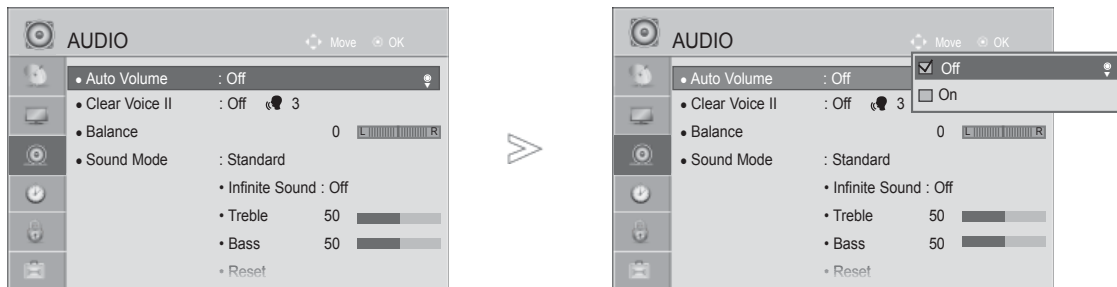 AUDIO
Move OK
• Auto Volume : Off
• Clear Voice II : Off 3
• Balance 0 L R
• Sound Mode : Standard
• Infinite Sound : Off
• Treble 50
• Bass 50
• Reset
AUDIO
Move OK
• Auto Volume : Off
Off
On
• Clear Voice II : Off 3
• Balance 0 L R
• Sound Mode : Standard
• Infinite Sound : Off
• Treble 50
• Bass 50
• Reset